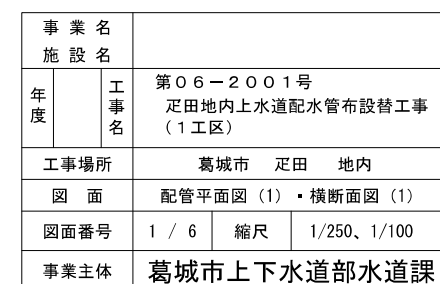 事業名
施設名
年度
工事名
第06－2001号
疋田地内上水道配水管布設替工事
（1工区）
工事場所 葛城市 疋田 地内
図面 配管平面図（1）・横断面図（1）
図面番号 1 / 6 縮尺 1/250、1/100
事業主体 葛城市上下水道部水道課